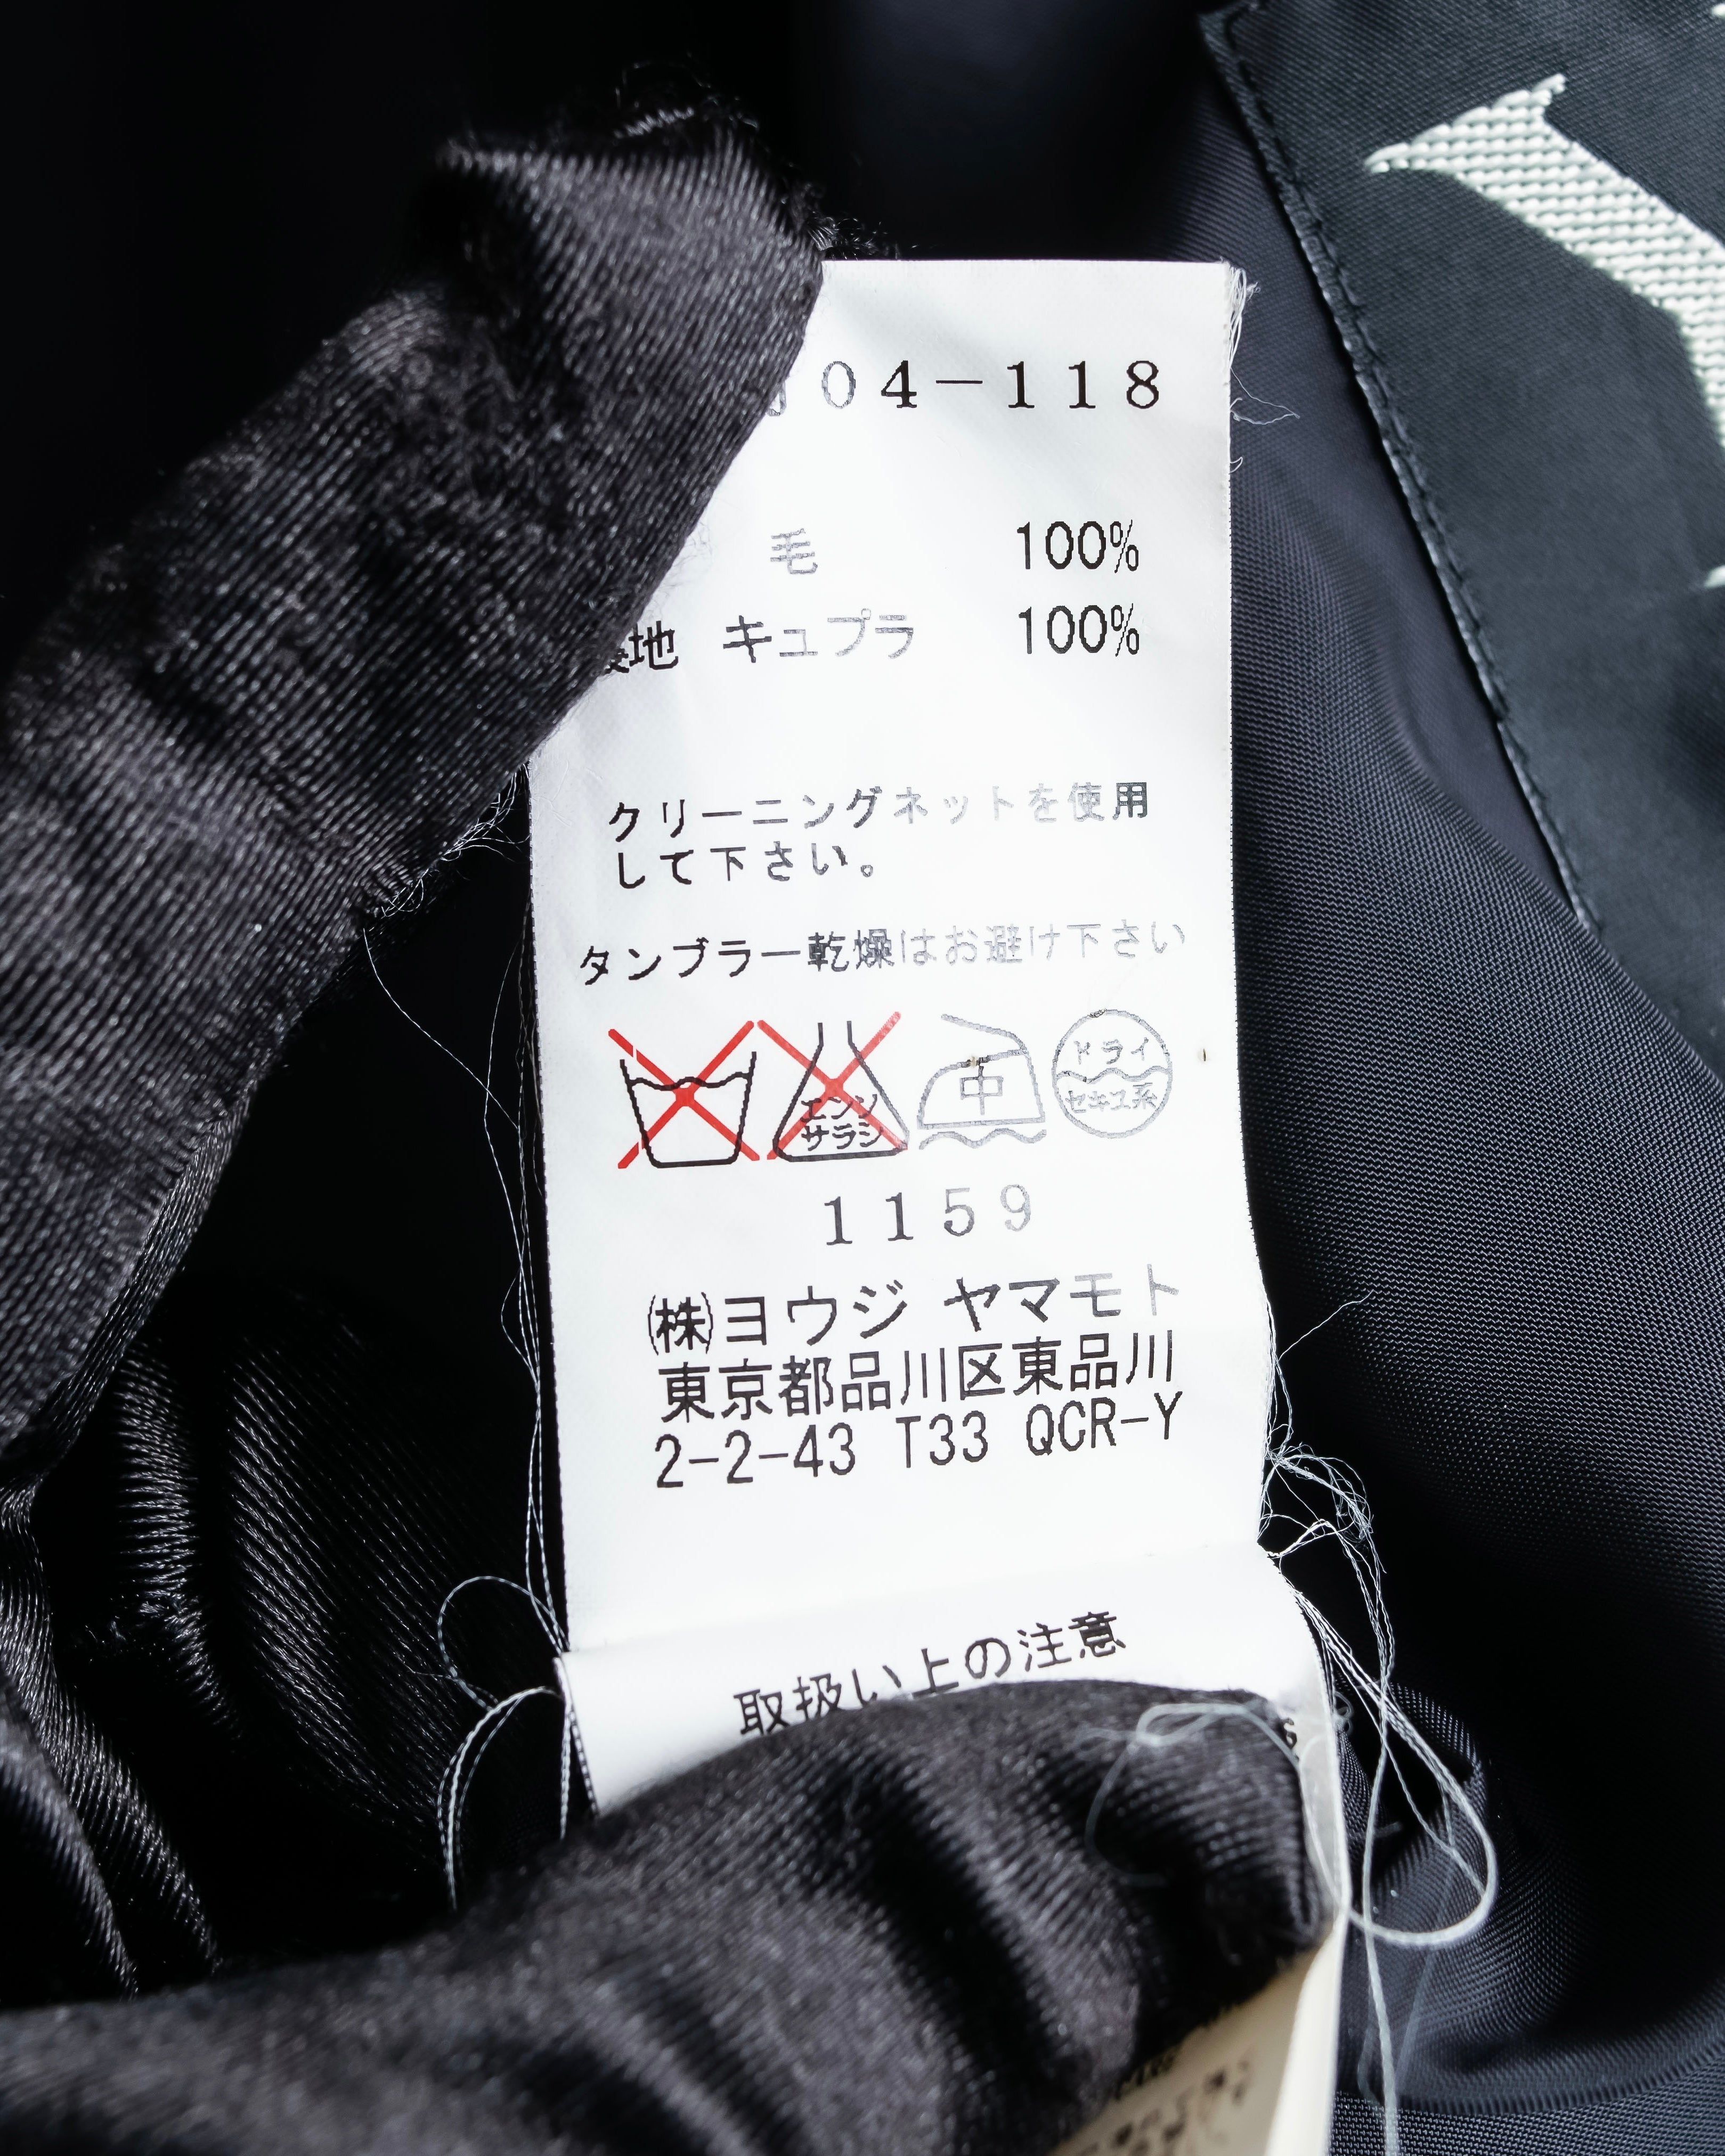 04-118
毛 100%
裏地 キュプラ 100%
クリーニングネットを使用
して下さい。
タンブラー乾燥はお避け下さい
エンソ
サラシ
中
ドライ
セキユ系
1159
㈱ヨウジ ヤマモト
東京都品川区東品川
2-2-43 T33 QCR-Y
取扱い上の注意